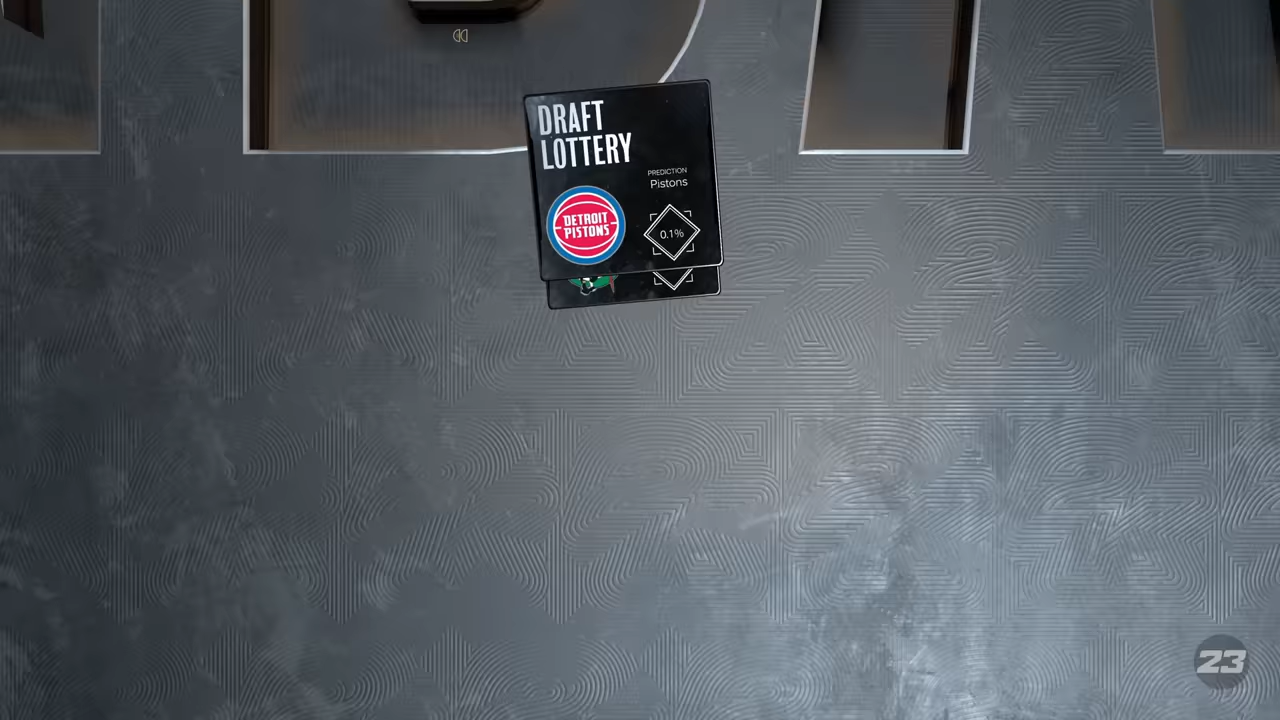 DRAFT
LOTTERY
PREDICTION
Pistons
DETROIT
PISTONS
0.1%
23